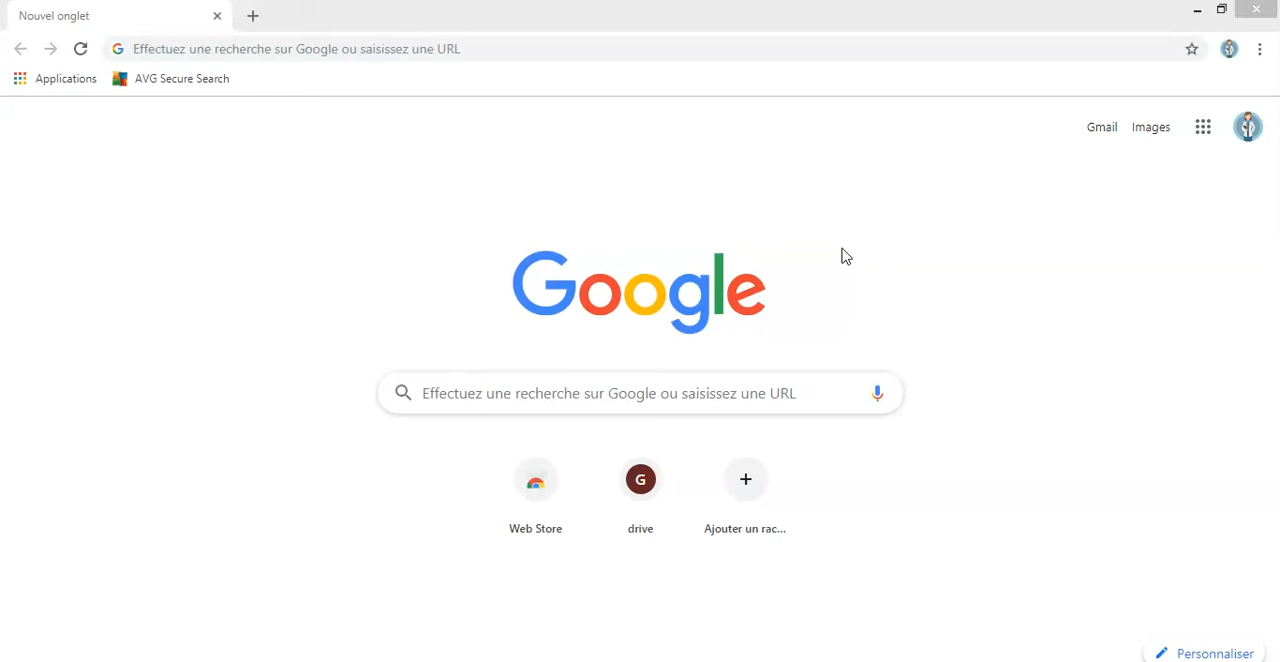 Nouvel onglet
Effectuez une recherche sur Google ou saisissez une URL
Applications AVG Secure Search
Gmail Images
Google
Effectuez une recherche sur Google ou saisissez une URL
G
Web Store drive Ajouter un rac...
Personnaliser